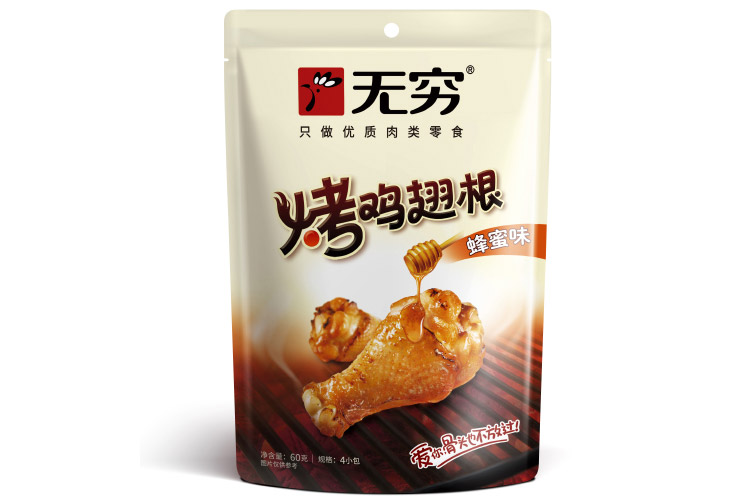 无穷®
只做优质肉类零食
烤鸡翅根
蜂蜜味
爱你骨头也不放过!
净含量：60克 | 规格：4小包
图片仅供参考